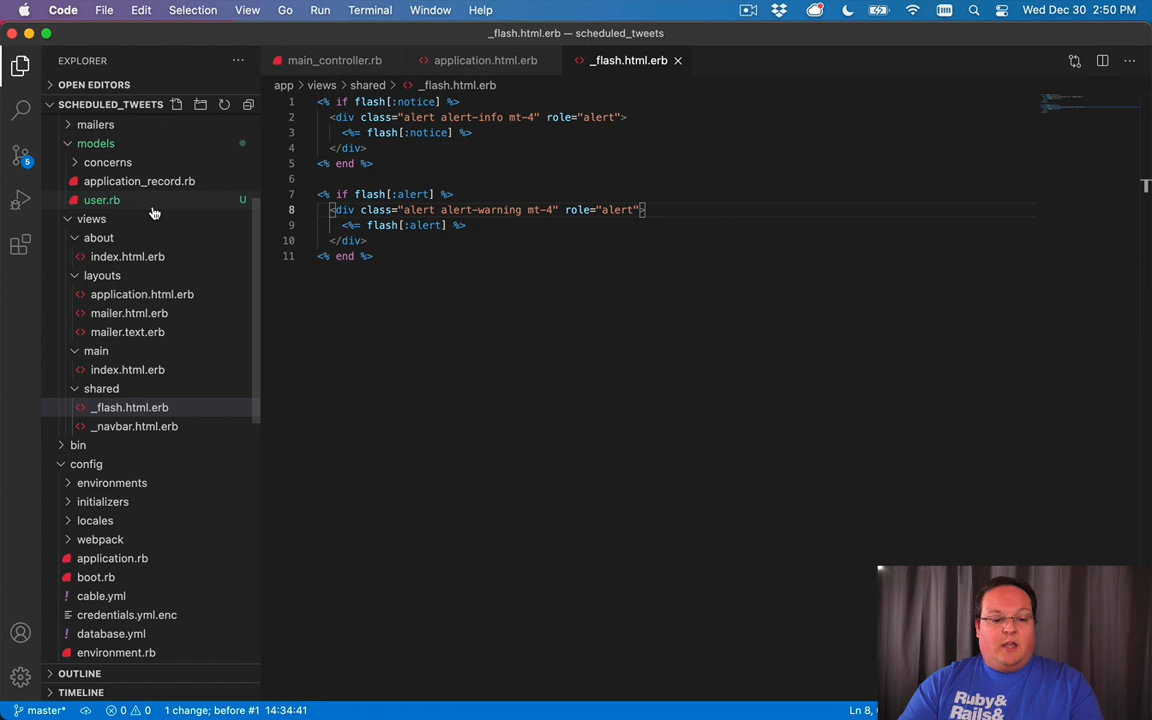 Code File Edit Selection View Go Run Terminal Window Help Wed Dec 30 2:50 PM
_flash.html.erb — scheduled_tweets
EXPLORER
OPEN EDITORS
SCHEDULED_TWEETS
mailers
models
concerns
application_record.rb
user.rb U
views
about
index.html.erb
layouts
application.html.erb
mailer.html.erb
mailer.text.erb
main
index.html.erb
shared
_flash.html.erb
_navbar.html.erb
bin
config
environments
initializers
locales
webpack
application.rb
boot.rb
cable.yml
credentials.yml.enc
database.yml
environment.rb
OUTLINE
TIMELINE
5
main_controller.rb application.html.erb _flash.html.erb
app > views > shared > _flash.html.erb
1 <% if flash[:notice] %>
2 <div class="alert alert-info mt-4" role="alert">
3 <%= flash[:notice] %>
4 </div>
5 <% end %>
6
7 <% if flash[:alert] %>
8 <div class="alert alert-warning mt-4" role="alert">
9 <%= flash[:alert] %>
10 </div>
11 <% end %>
Ruby&
Rails&
master* 0 0 1 change; before #1 14:34:41 Ln 8,